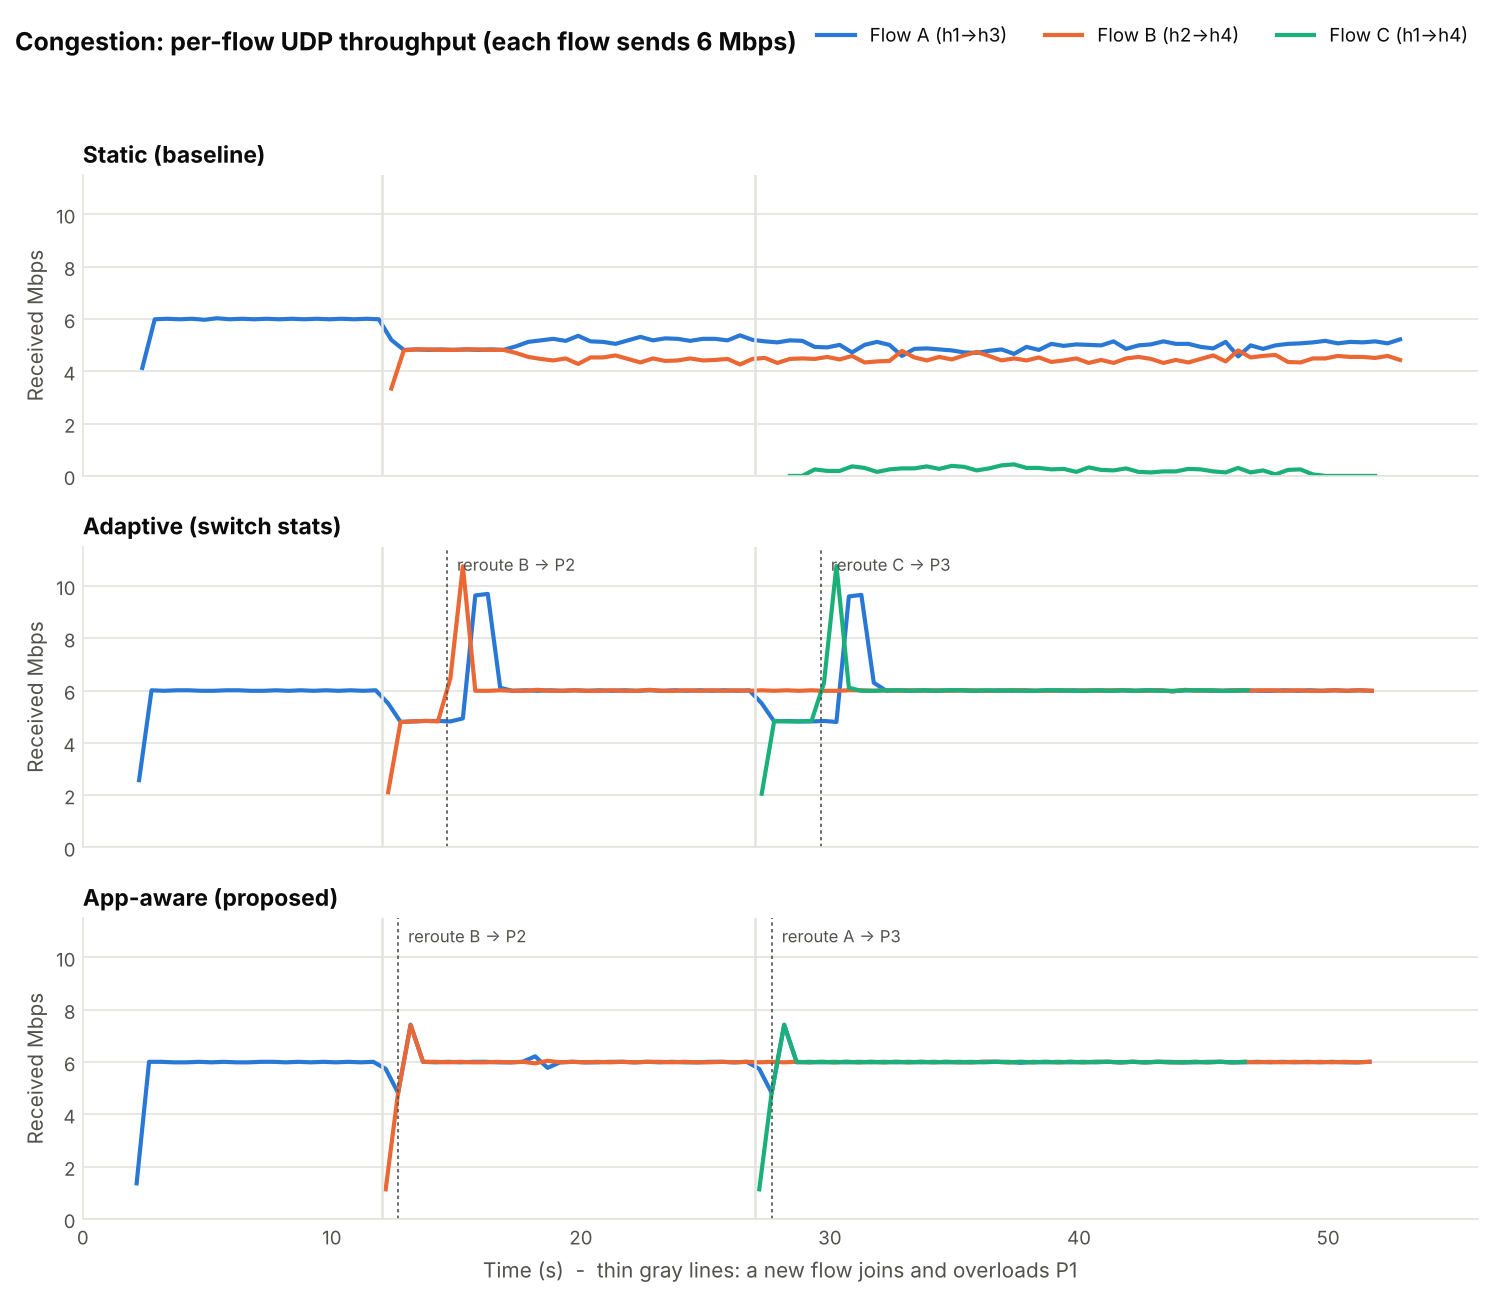 Congestion: per-flow UDP throughput (each flow sends 6 Mbps)
Flow A (h1→h3)
Flow B (h2→h4)
Flow C (h1→h4)
Static (baseline)
Received Mbps
10
8
6
4
2
0
Adaptive (switch stats)
reroute B → P2
reroute C → P3
Received Mbps
10
8
6
4
2
0
App-aware (proposed)
reroute B → P2
reroute A → P3
Received Mbps
10
8
6
4
2
0
0 10 20 30 40 50
Time (s) - thin gray lines: a new flow joins and overloads P1